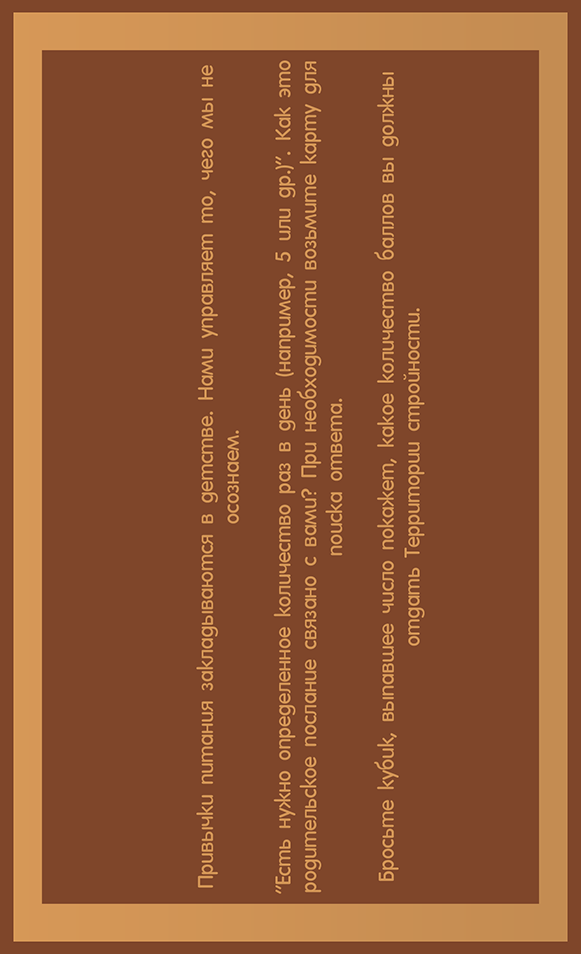 Привычки питания закладываются в детстве. Нами управляет то, чего мы не
осознаем.
“Есть нужно определенное количество раз в день (например, 5 или др.)”. Как это
родительское послание связано с вами? При необходимости возьмите карту для
поиска ответа.
Бросьте кубик, выпавшее число покажет, какое количество баллов вы должны
отдать Территории стройности.